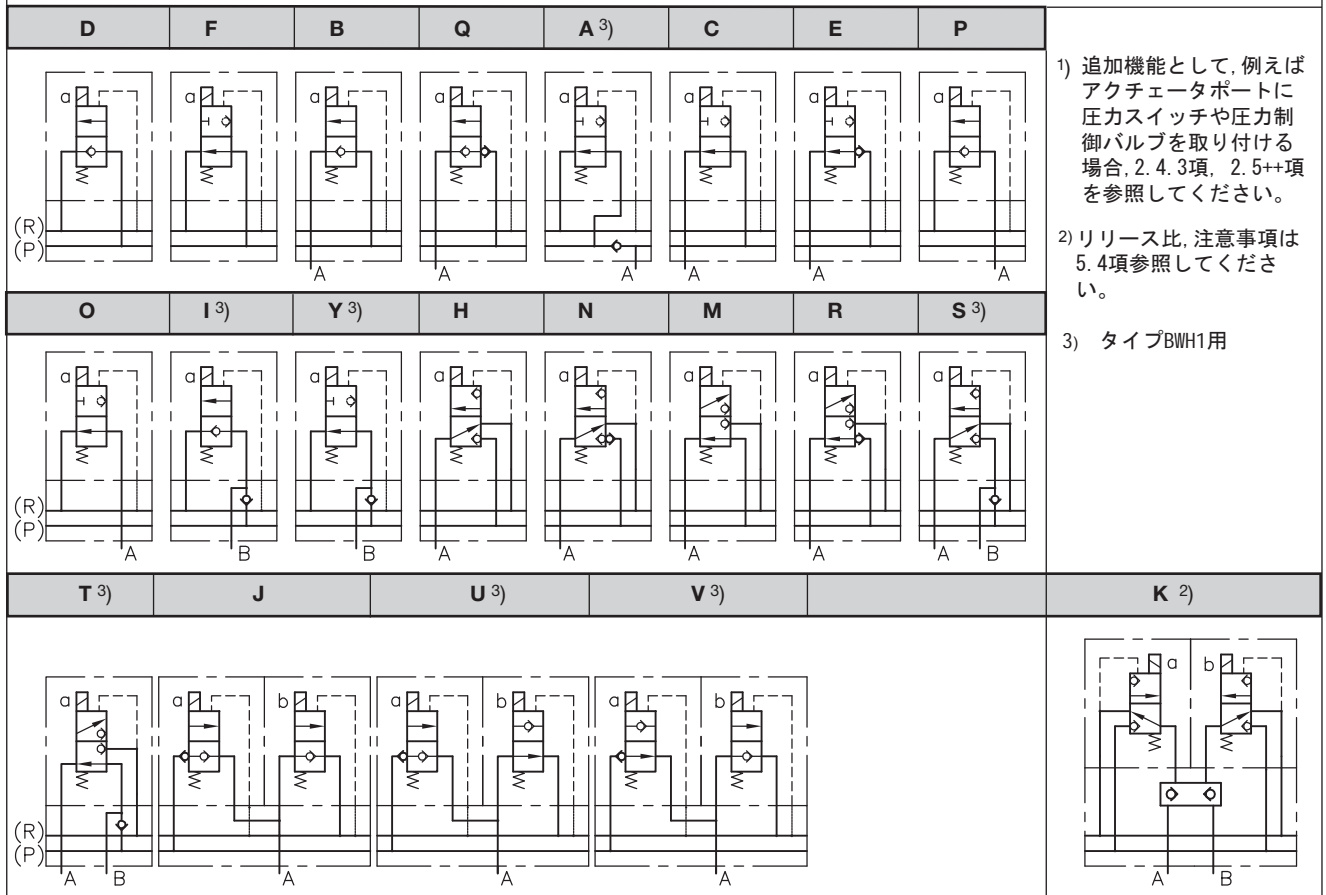 D F B Q A 3) C E P
a a a a a a a a
(R)
(P)
A A A A A A A
O I 3) Y 3) H N M R S 3)
a a a a a a a a
(R)
(P)
A B B A A A A A B
T 3) J U 3) V 3) K 2)
a a b a b a b a b
(R)
(P)
A B A A A A B
1) 追加機能として,例えば
アクチェータポートに
圧力スイッチや圧力制
御バルブを取り付ける
場合,2.4.3項, 2.5++項
を参照してください。
2) リリース比,注意事項は
5.4項参照してくださ
い。
3) タイプBWH1用